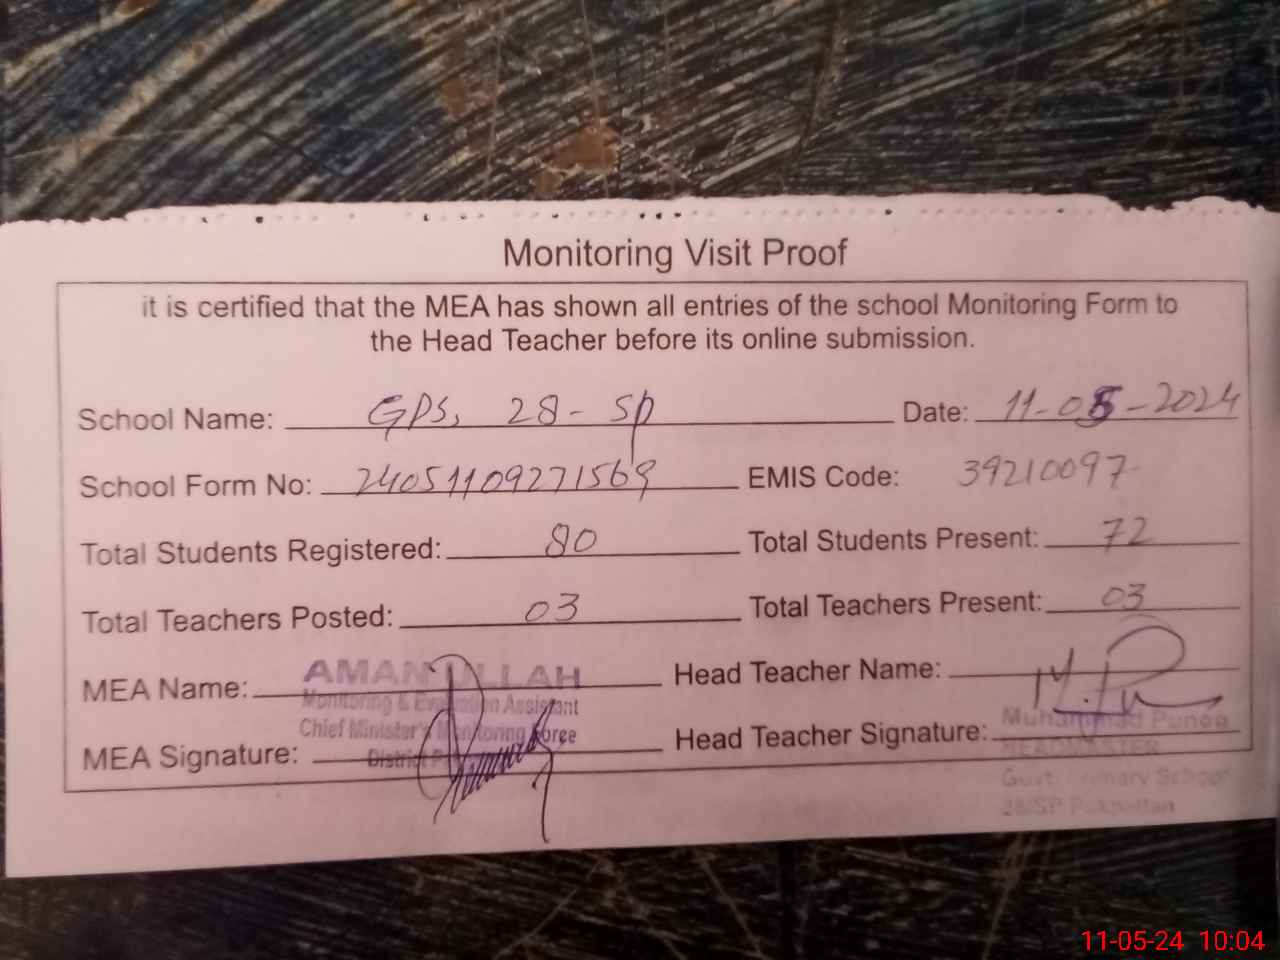 Monitoring Visit Proof
it is certified that the MEA has shown all entries of the school Monitoring Form to
the Head Teacher before its online submission.
School Name: GPS, 28-SP Date: 11-05-2024
School Form No: 24051109271569 EMIS Code: 39210097
Total Students Registered: 80 Total Students Present: 72
Total Teachers Posted: 03 Total Teachers Present: 03
MEA Name: AMANULLAH Head Teacher Name:
Monitoring & Evaluation Assistant
Chief Minister's Monitoring Force
District
MEA Signature: Head Teacher Signature:
Muhammad
HEADMASTER
Govt. Primary School
28/SP Pakpattan
11-05-24 10:04